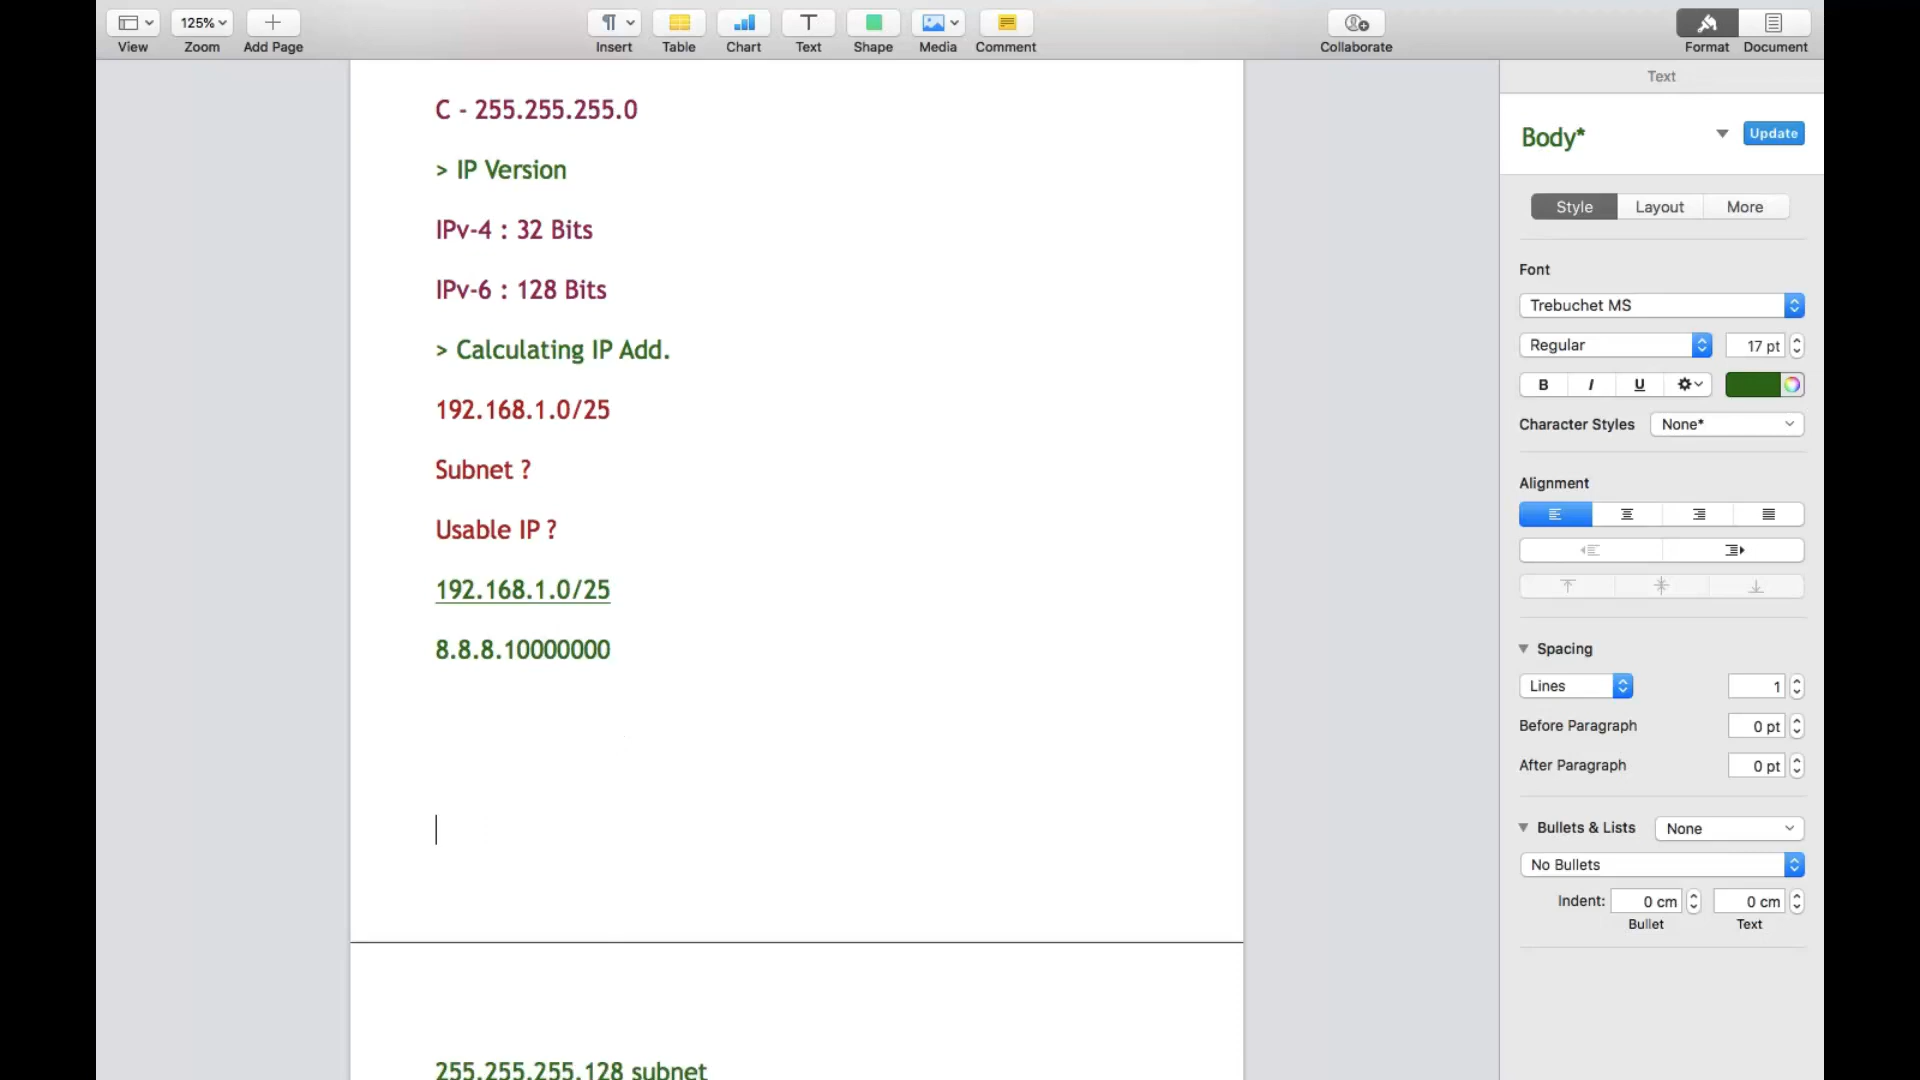 125%
View Zoom Add Page Insert Table Chart Text Shape Media Comment Collaborate Format Document
Text
C - 255.255.255.0
> IP Version
IPv-4 : 32 Bits
IPv-6 : 128 Bits
> Calculating IP Add.
192.168.1.0/25
Subnet ?
Usable IP ?
192.168.1.0/25
8.8.8.10000000
255.255.255.128 subnet
Body*
Update
Style Layout More
Font
Trebuchet MS
Regular 17 pt
B I U
Character Styles None*
Alignment
Spacing
Lines 1
Before Paragraph 0 pt
After Paragraph 0 pt
Bullets & Lists None
No Bullets
Indent: 0 cm 0 cm
Bullet Text